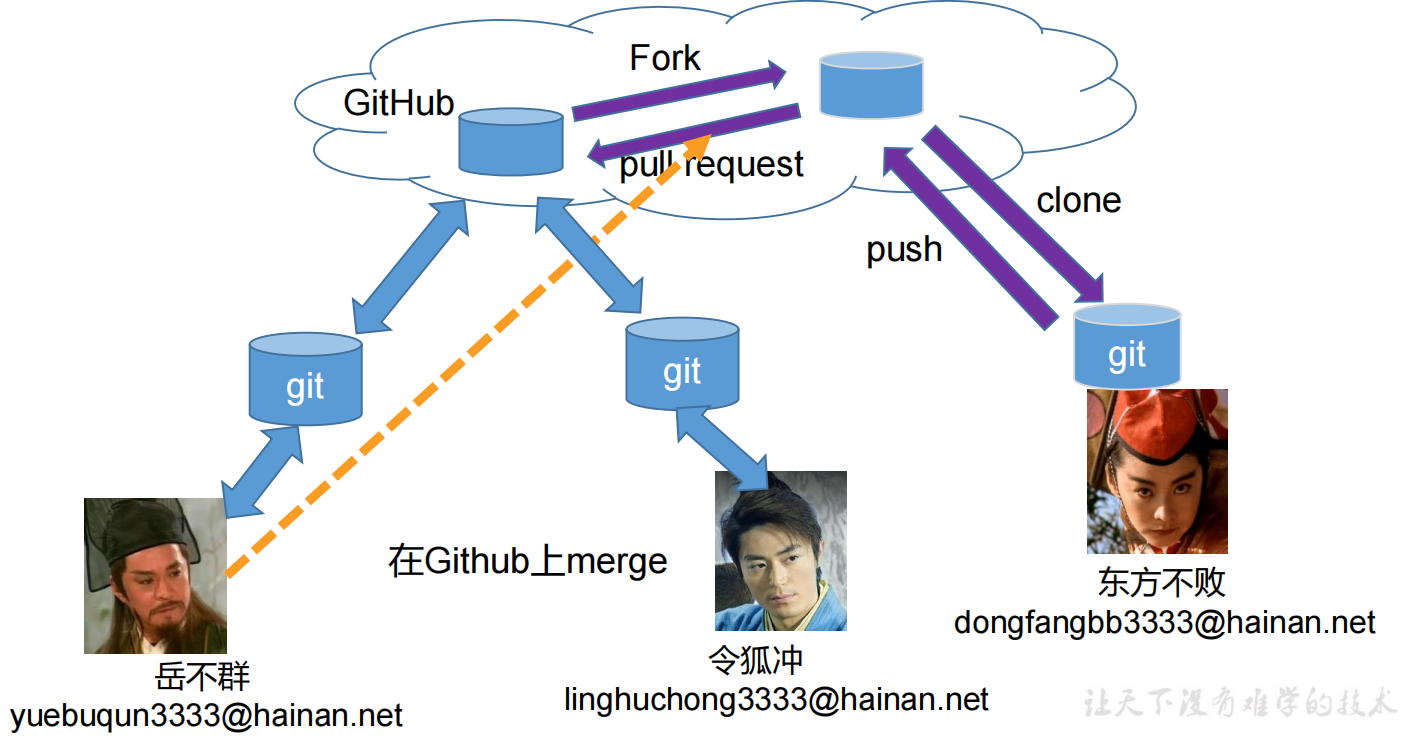 Fork
GitHub
pull request
clone
push
git
git
git
在Github上merge
东方不败
dongfangbb3333@hainan.net
令狐冲
linghuchong3333@hainan.net
岳不群
yuebuqun3333@hainan.net
让天下没有难学的技术